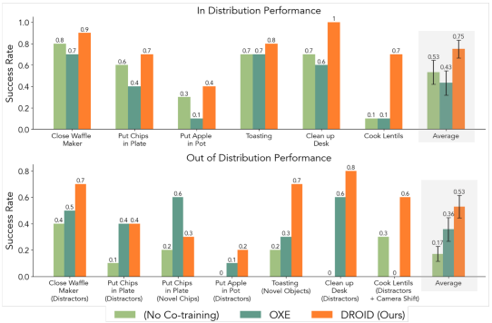 In Distribution Performance
Success Rate
1.0
0.8
0.6
0.4
0.2
0.0
0.8 0.7 0.9
0.6 0.4 0.7
0.3 0.1 0.4
0.7 0.7 0.8
0.7 0.6 1
0.1 0.1 0.7
0.53 0.43 0.75
Close Waffle Maker
Put Chips in Plate
Put Apple in Pot
Toasting
Clean up Desk
Cook Lentils
Average
Out of Distribution Performance
Success Rate
0.8
0.6
0.4
0.2
0.0
0.4 0.5 0.7
0.1 0.4 0.4
0.2 0.6 0.3
0 0.1 0.2
0.2 0.3 0.7
0 0.6 0.8
0.3 0 0.6
0.17 0.36 0.53
Close Waffle Maker (Distractors)
Put Chips in Plate (Distractors)
Put Chips in Plate (Novel Chips)
Put Apple in Pot (Distractors)
Toasting (Novel Objects)
Clean up Desk (Distractors)
Cook Lentils (Distractors + Camera Shift)
Average
(No Co-training) OXE DROID (Ours)